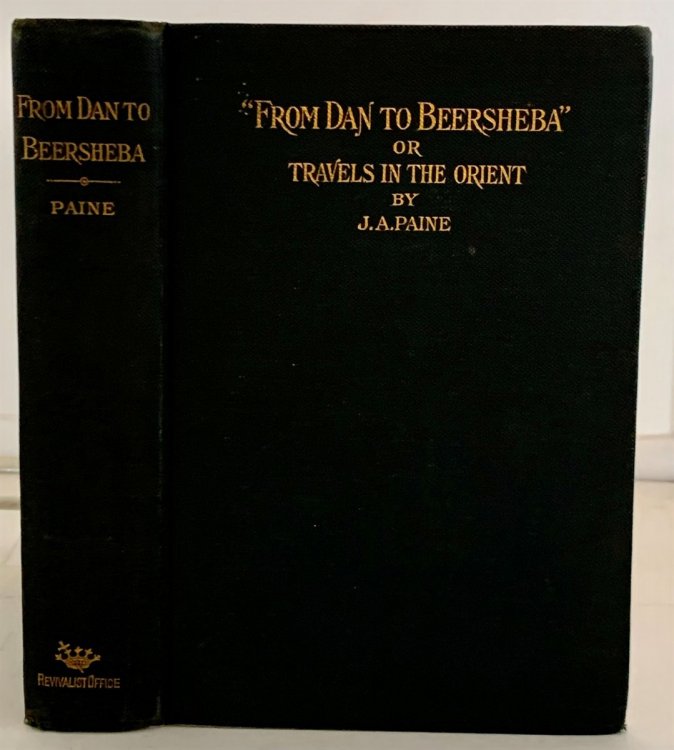 FROM DAN TO
BEERSHEBA
PAINE
REVIVALIST OFFICE
"FROM DAN TO BEERSHEBA"
OR
TRAVELS IN THE ORIENT
BY
J.A.PAINE